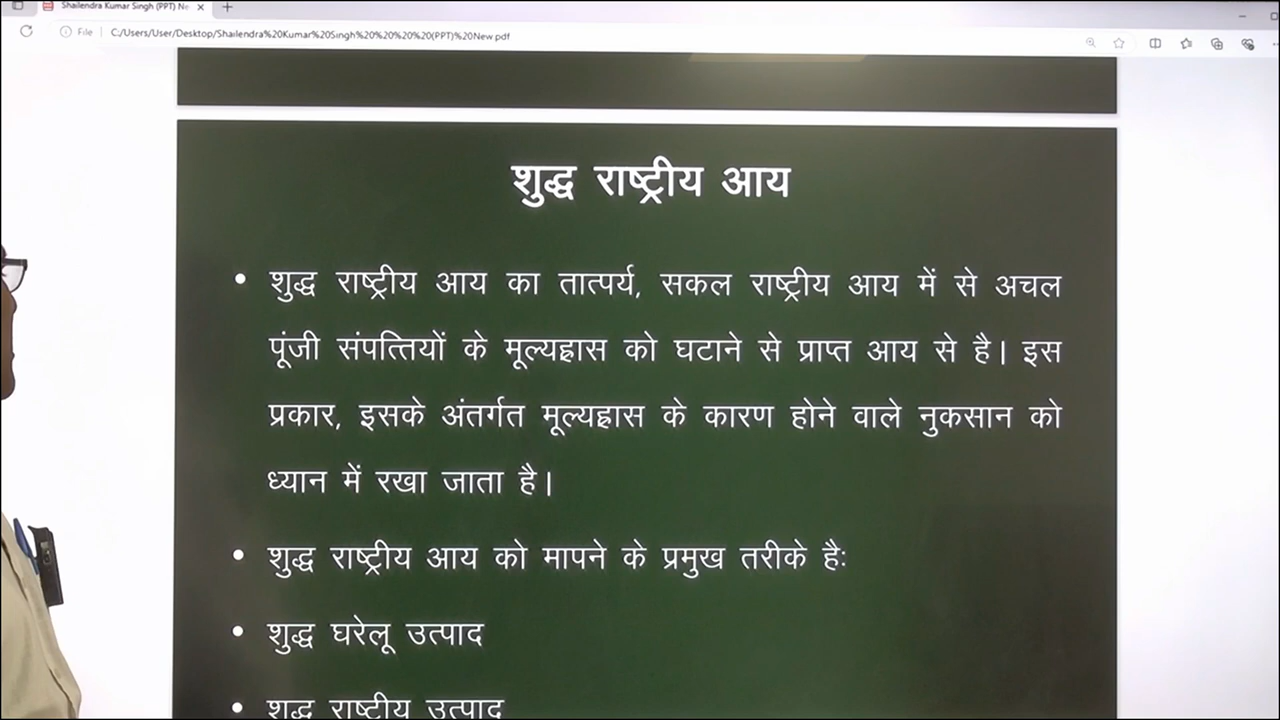 Shailendra Kumar Singh (PPT) Ne
File C:/Users/User/Desktop/Shailendra%20Kumar%20Singh%20%20%20%20(PPT)%20New.pdf
शुद्ध राष्ट्रीय आय
• शुद्ध राष्ट्रीय आय का तात्पर्य, सकल राष्ट्रीय आय में से अचल
पूंजी संपत्तियों के मूल्यह्रास को घटाने से प्राप्त आय से है। इस
प्रकार, इसके अंतर्गत मूल्यह्रास के कारण होने वाले नुकसान को
ध्यान में रखा जाता है।
• शुद्ध राष्ट्रीय आय को मापने के प्रमुख तरीके हैः
• शुद्ध घरेलू उत्पाद
• शुद्ध राष्ट्रीय उत्पाद